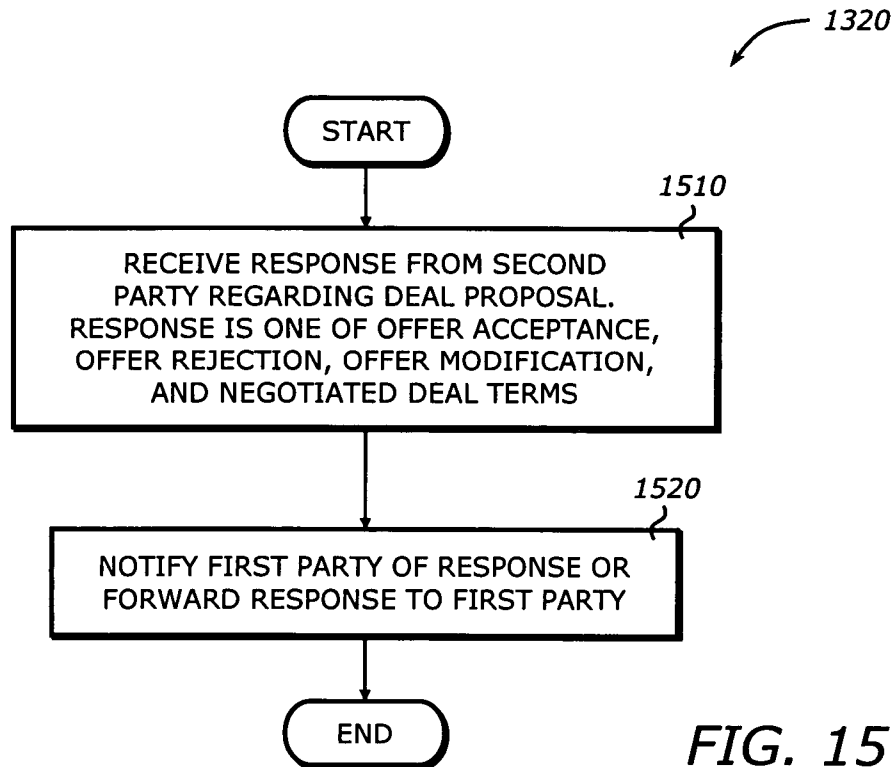 1320
START
1510
RECEIVE RESPONSE FROM SECOND
PARTY REGARDING DEAL PROPOSAL.
RESPONSE IS ONE OF OFFER ACCEPTANCE,
OFFER REJECTION, OFFER MODIFICATION,
AND NEGOTIATED DEAL TERMS
1520
NOTIFY FIRST PARTY OF RESPONSE OR
FORWARD RESPONSE TO FIRST PARTY
END
FIG. 15